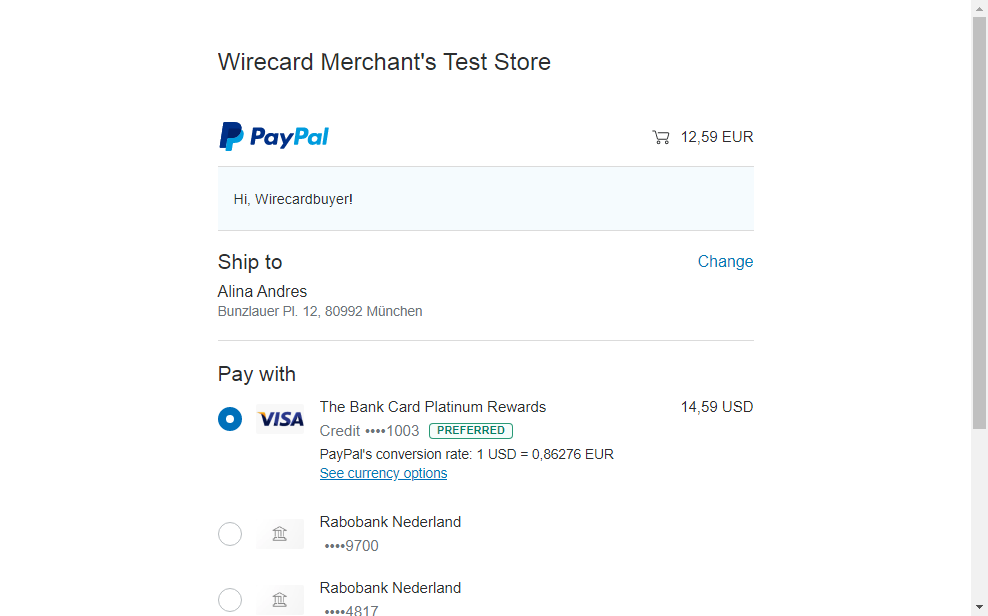 Wirecard Merchant's Test Store
PayPal
12,59 EUR
Hi, Wirecardbuyer!
Ship to
Change
Alina Andres
Bunzlauer Pl. 12, 80992 München
Pay with
VISA
The Bank Card Platinum Rewards
14,59 USD
Credit ••••1003 PREFERRED
PayPal's conversion rate: 1 USD = 0,86276 EUR
See currency options
Rabobank Nederland
••••9700
Rabobank Nederland
••••4817